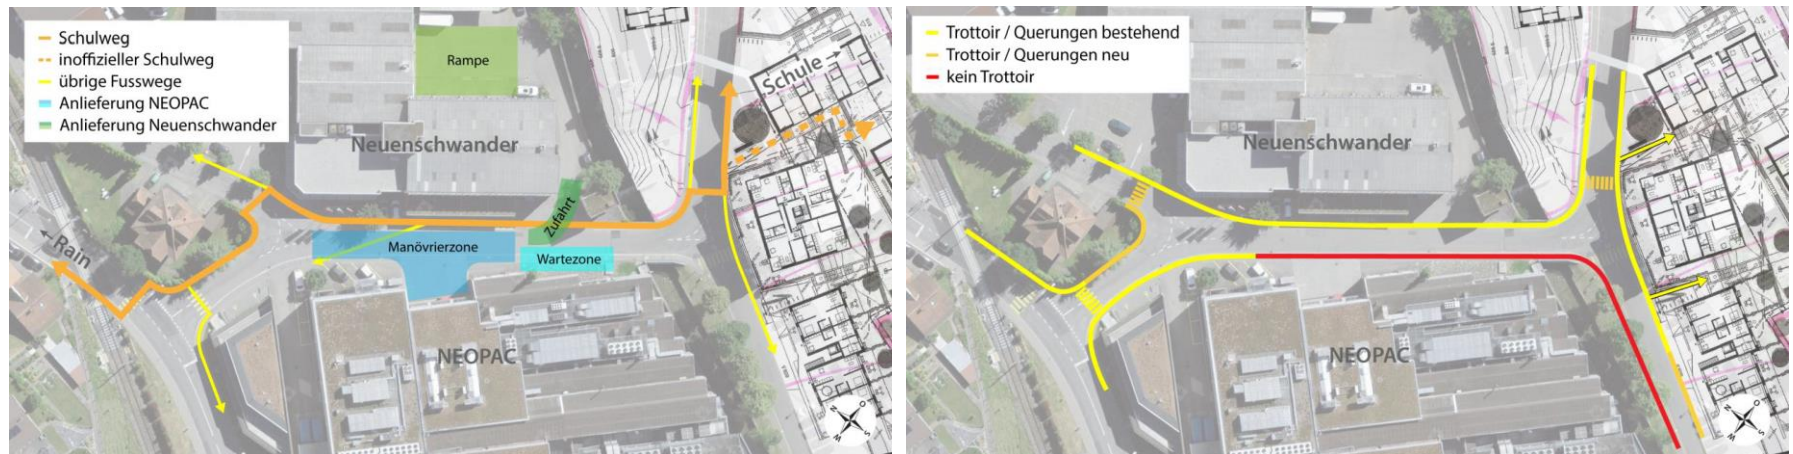 Schulweg
inoffizieller Schulweg
übrige Fusswege
Anlieferung NEOPAC
Anlieferung Neuenschwander
Rampe
Schule →
Neuenschwander
Zufahrt
← Rain
Manövrierzone
Wartezone
NEOPAC
N
O
W
S
Trottoir / Querungen bestehend
Trottoir / Querungen neu
kein Trottoir
Neuenschwander
NEOPAC
N
O
W
S